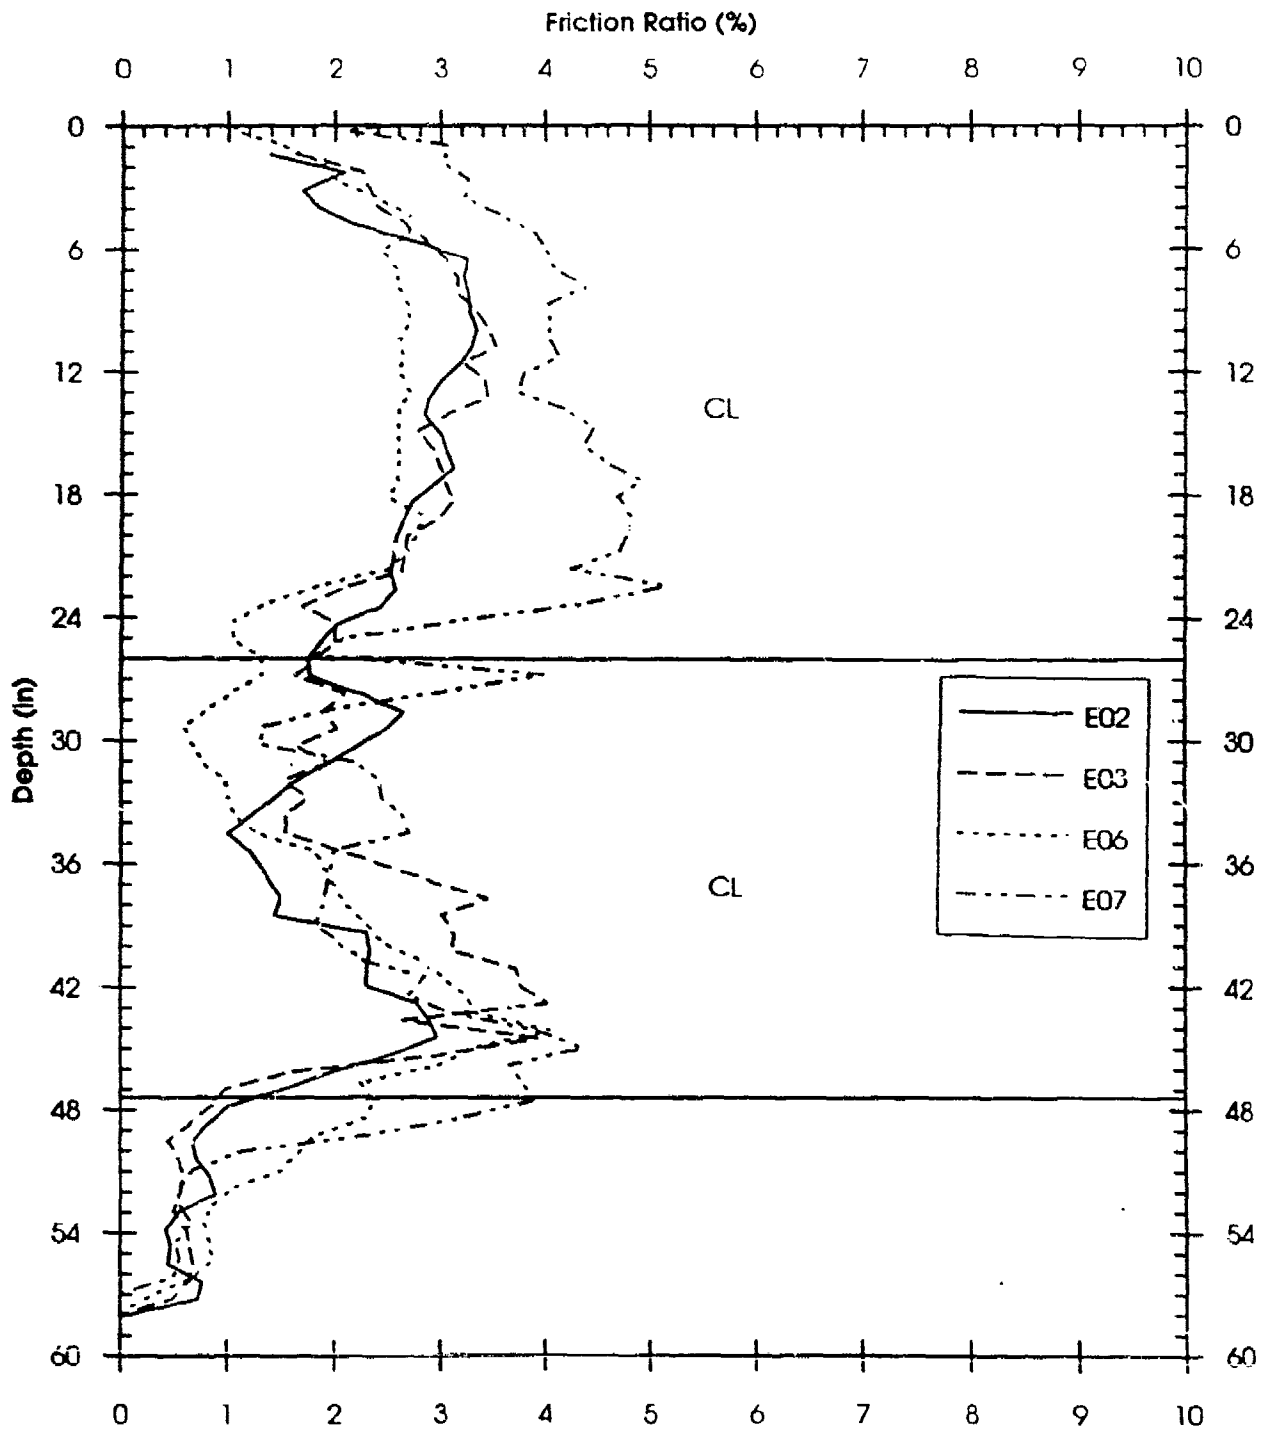 Friction Ratio (%)
0 1 2 3 4 5 6 7 8 9 10
0 0
6 6
12 12
CL
18 18
24 24
Depth (in)
E02
30 30
E03
E06
36 36
CL
E07
42 42
48 48
54 54
60 60
0 1 2 3 4 5 6 7 8 9 10